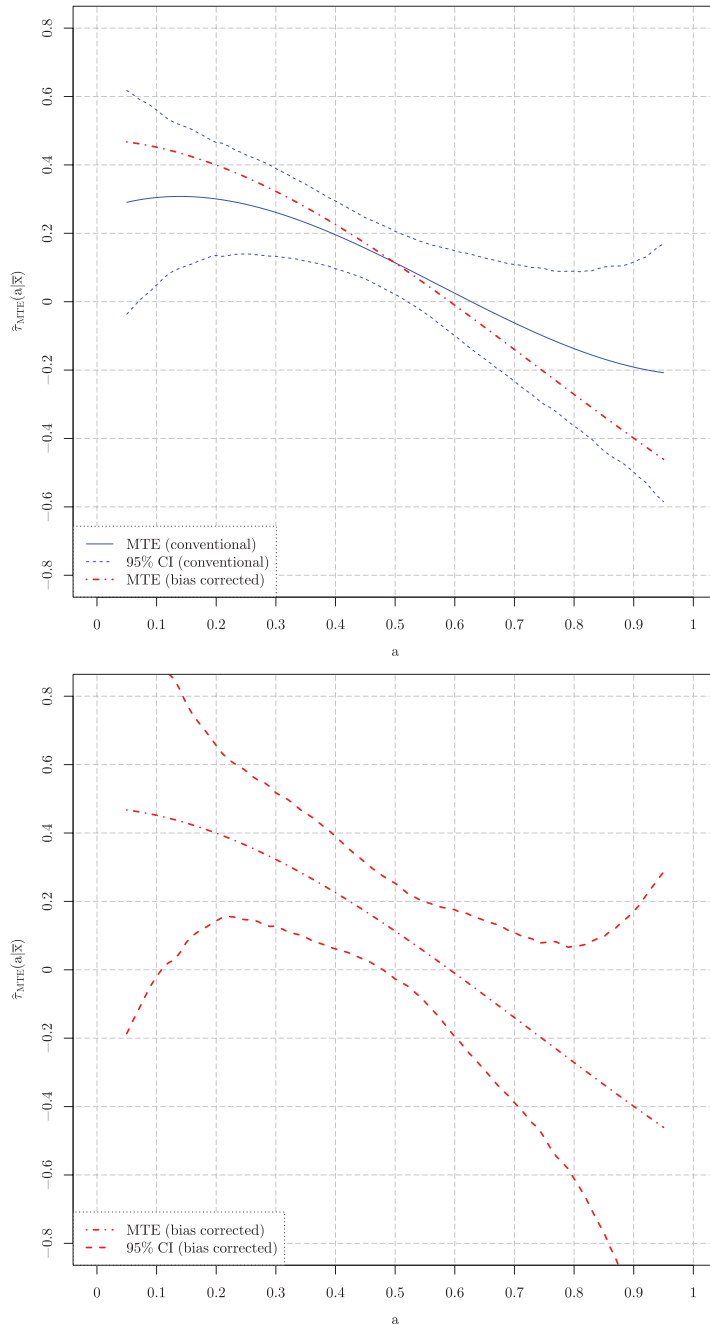 0.8
0.6
0.4
0.2
0
−0.2
−0.4
−0.6
−0.8
τ̂MTE(a|x̅)
MTE (conventional)
95% CI (conventional)
MTE (bias corrected)
0 0.1 0.2 0.3 0.4 0.5 0.6 0.7 0.8 0.9 1
a
0.8
0.6
0.4
0.2
0
−0.2
−0.4
−0.6
−0.8
τ̂MTE(a|x̅)
MTE (bias corrected)
95% CI (bias corrected)
0 0.1 0.2 0.3 0.4 0.5 0.6 0.7 0.8 0.9 1
a